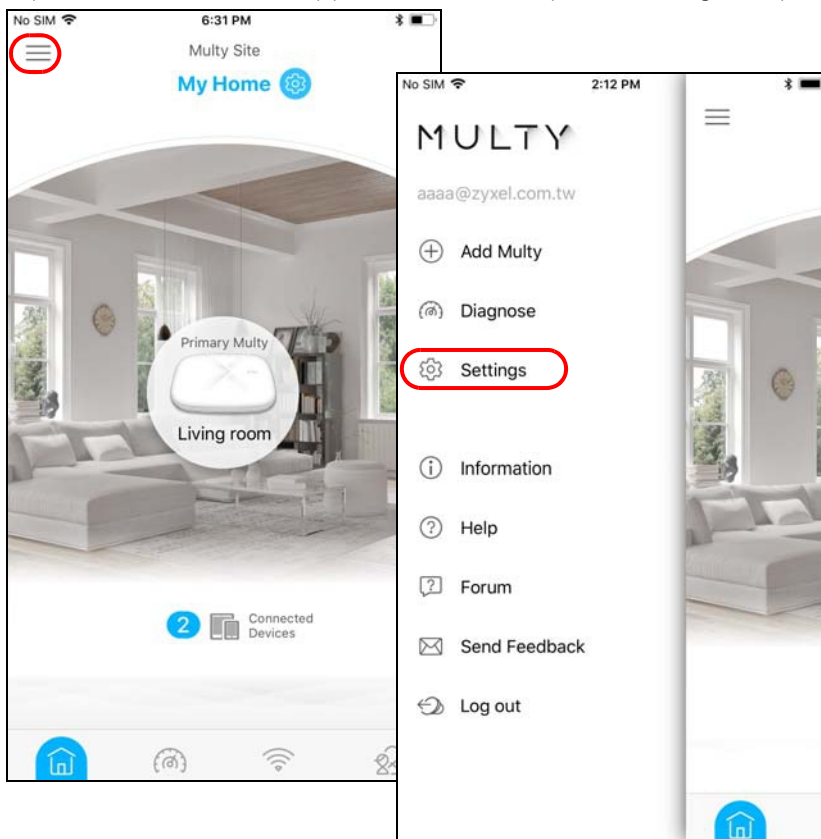 No SIM 6:31 PM
Multy Site
My Home
Primary Multy
Living room
2 Connected
Devices
No SIM 2:12 PM
MULTY
aaaa@zyxel.com.tw
Add Multy
Diagnose
Settings
Information
Help
Forum
Send Feedback
Log out